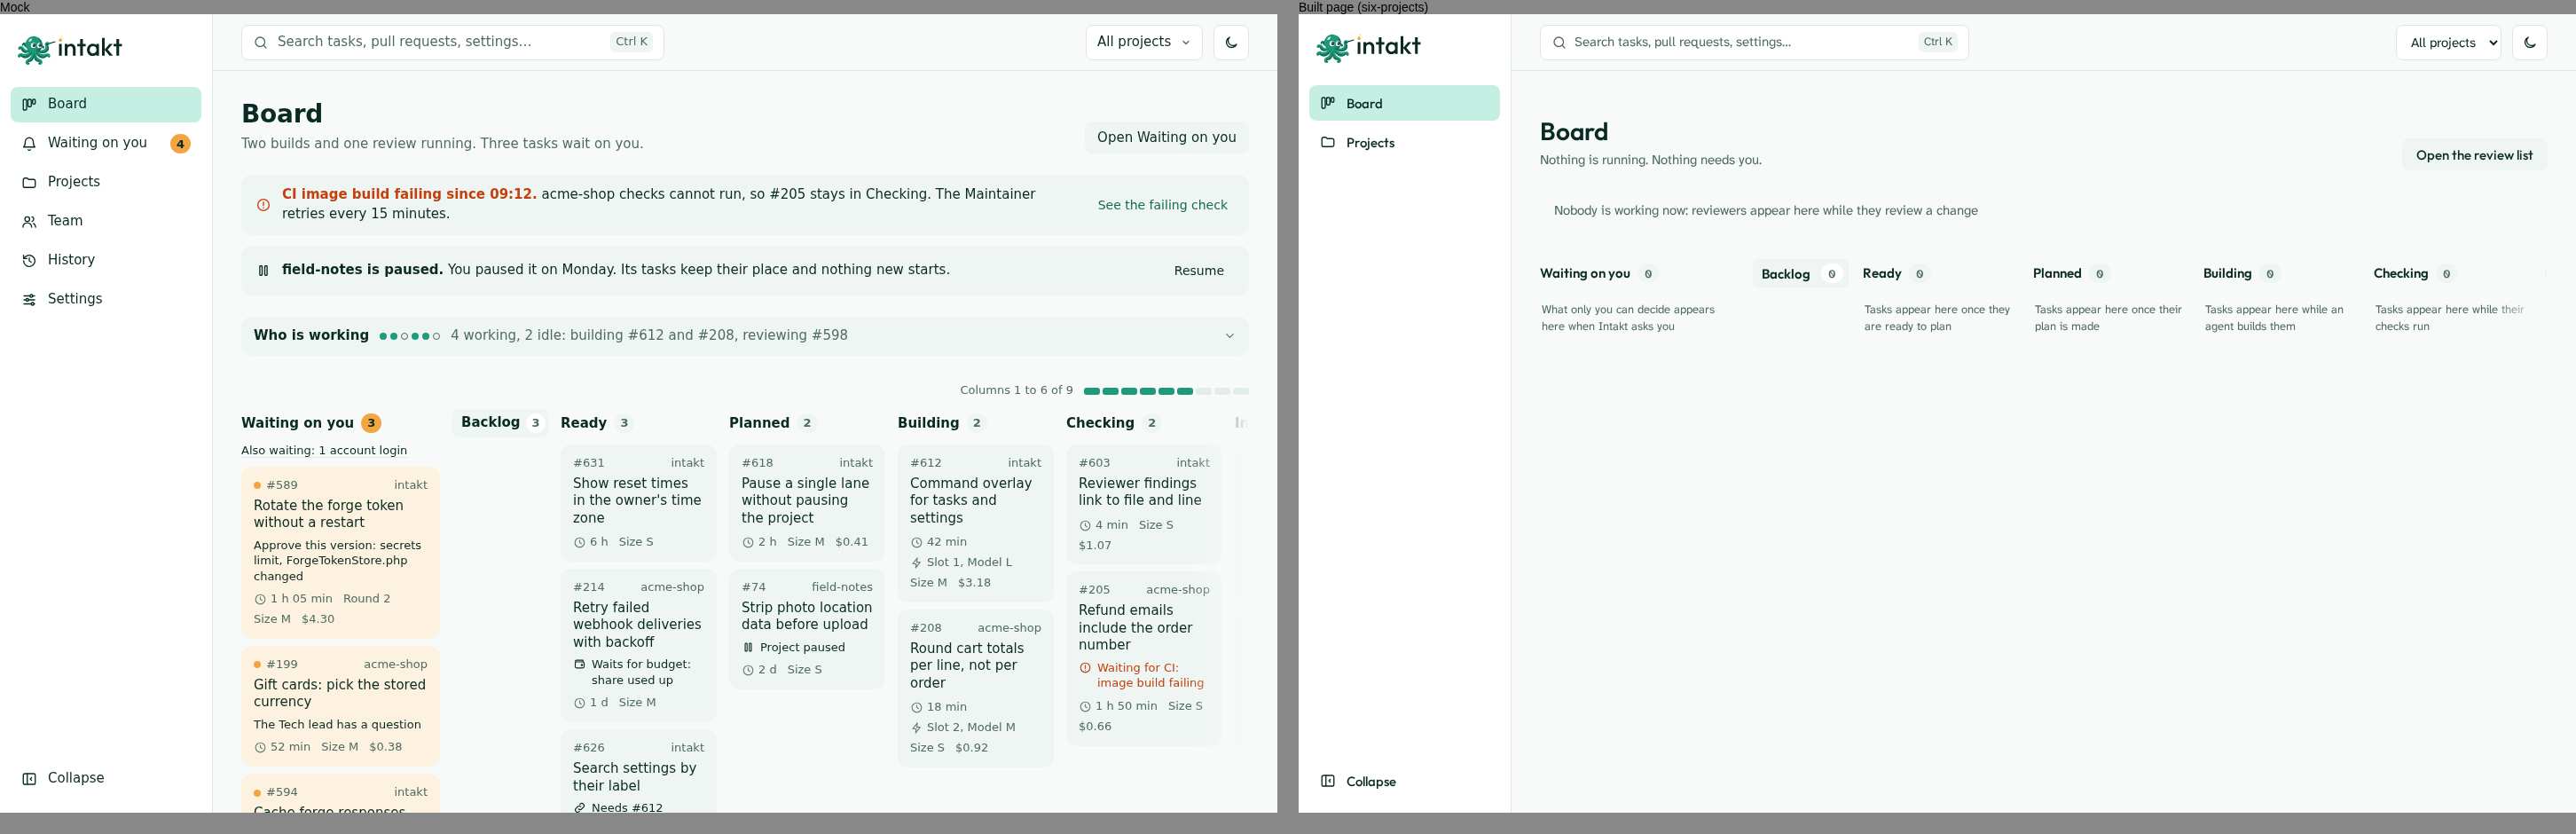 Mock
intakt
Board
Waiting on you 4
Projects
Team
History
Settings
Collapse
Search tasks, pull requests, settings... Ctrl K
All projects
Board
Two builds and one review running. Three tasks wait on you.
Open Waiting on you
CI image build failing since 09:12. acme-shop checks cannot run, so #205 stays in Checking. The Maintainer
retries every 15 minutes.
See the failing check
field-notes is paused. You paused it on Monday. Its tasks keep their place and nothing new starts.
Resume
Who is working 4 working, 2 idle: building #612 and #208, reviewing #598
Columns 1 to 6 of 9
Waiting on you 3
Also waiting: 1 account login
#589 intakt
Rotate the forge token
without a restart
Approve this version: secrets
limit, ForgeTokenStore.php
changed
1 h 05 min Round 2
Size M $4.30
#199 acme-shop
Gift cards: pick the stored
currency
The Tech lead has a question
52 min Size M $0.38
#594 intakt
Cache forge responses
Backlog 3
Ready 3
#631 intakt
Show reset times
in the owner's time
zone
6 h Size S
#214 acme-shop
Retry failed
webhook deliveries
with backoff
Waits for budget:
share used up
1 d Size M
#626 intakt
Search settings by
their label
Needs #612
Planned 2
#618 intakt
Pause a single lane
without pausing
the project
2 h Size M $0.41
#74 field-notes
Strip photo location
data before upload
Project paused
2 d Size S
Building 2
#612 intakt
Command overlay
for tasks and
settings
42 min
Slot 1, Model L
Size M $3.18
#208 acme-shop
Round cart totals
per line, not per
order
18 min
Slot 2, Model M
Size S $0.92
Checking 2
#603 intakt
Reviewer findings
link to file and line
4 min Size S
$1.07
#205 acme-shop
Refund emails
include the order
number
Waiting for CI:
image build failing
1 h 50 min Size S
$0.66
Built page (six-projects)
intakt
Board
Projects
Collapse
Search tasks, pull requests, settings... Ctrl K
All projects
Board
Nothing is running. Nothing needs you.
Open the review list
Nobody is working now: reviewers appear here while they review a change
Waiting on you 0
What only you can decide appears
here when Intakt asks you
Backlog 0
Ready 0
Tasks appear here once they
are ready to plan
Planned 0
Tasks appear here once their
plan is made
Building 0
Tasks appear here while an
agent builds them
Checking 0
Tasks appear here while their
checks run